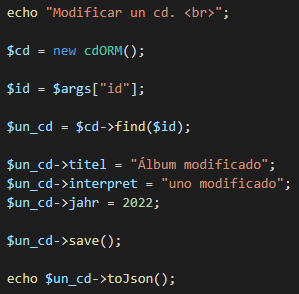 echo "Modificar un cd. <br>";
$cd = new cdORM();
$id = $args["id"];
$un_cd = $cd->find($id);
$un_cd->titel = "Álbum modificado";
$un_cd->interpret = "uno modificado";
$un_cd->jahr = 2022;
$un_cd->save();
echo $un_cd->toJson();